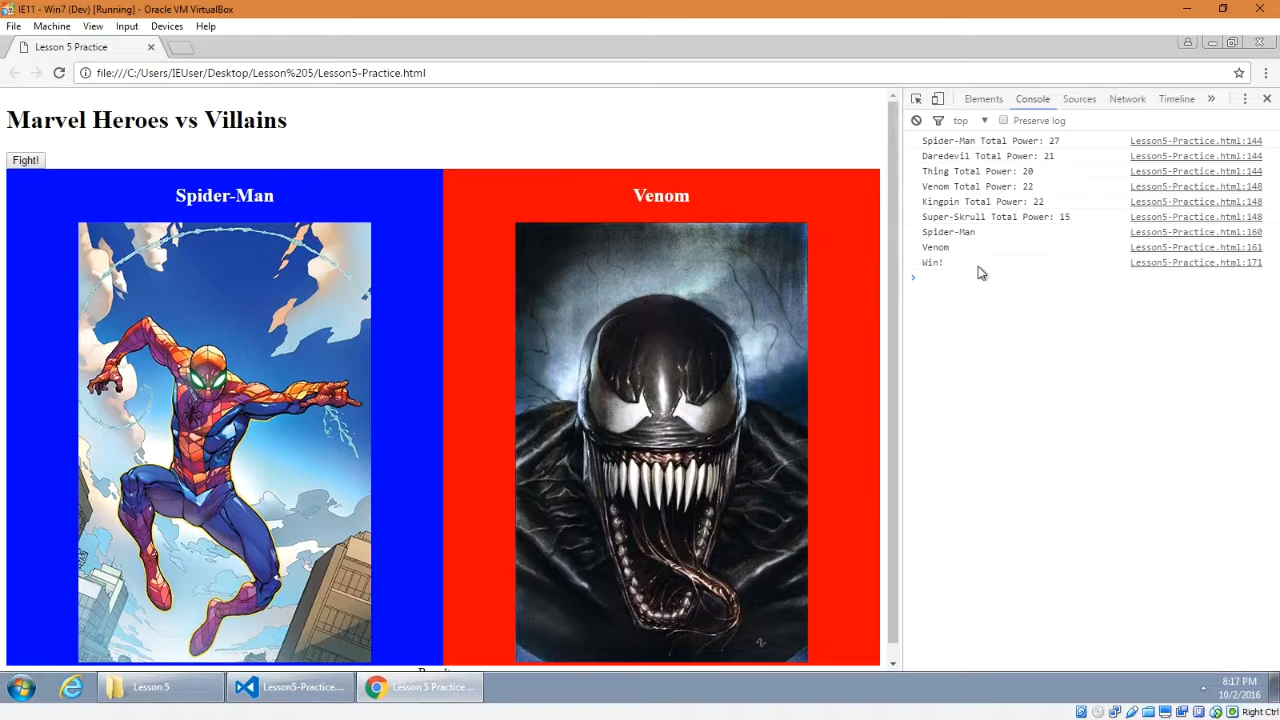 IE11 - Win7 (Dev) [Running] - Oracle VM VirtualBox
File Machine View Input Devices Help
Lesson 5 Practice
file:///C:/Users/IEUser/Desktop/Lesson%205/Lesson5-Practice.html
Marvel Heroes vs Villains
Fight!
Spider-Man
Venom
Elements Console Sources Network Timeline »
top Preserve log
Spider-Man Total Power: 27 Lesson5-Practice.html:144
Daredevil Total Power: 21 Lesson5-Practice.html:144
Thing Total Power: 20 Lesson5-Practice.html:144
Venom Total Power: 22 Lesson5-Practice.html:148
Kingpin Total Power: 22 Lesson5-Practice.html:148
Super-Skrull Total Power: 15 Lesson5-Practice.html:148
Spider-Man Lesson5-Practice.html:160
Venom Lesson5-Practice.html:161
Win! Lesson5-Practice.html:171
Lesson 5
Lesson5-Practice....
Lesson 5 Practice ...
8:17 PM
10/2/2016
Right Ctrl